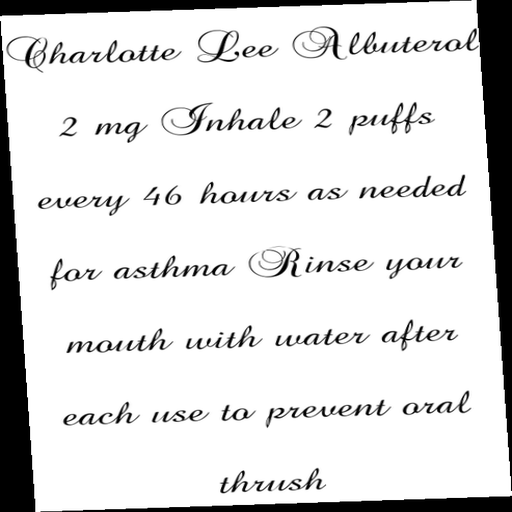 Charlotte Lee Albuterol
2 mg Inhale 2 puffs
every 46 hours as needed
for asthma Rinse your
mouth with water after
each use to prevent oral
thrush